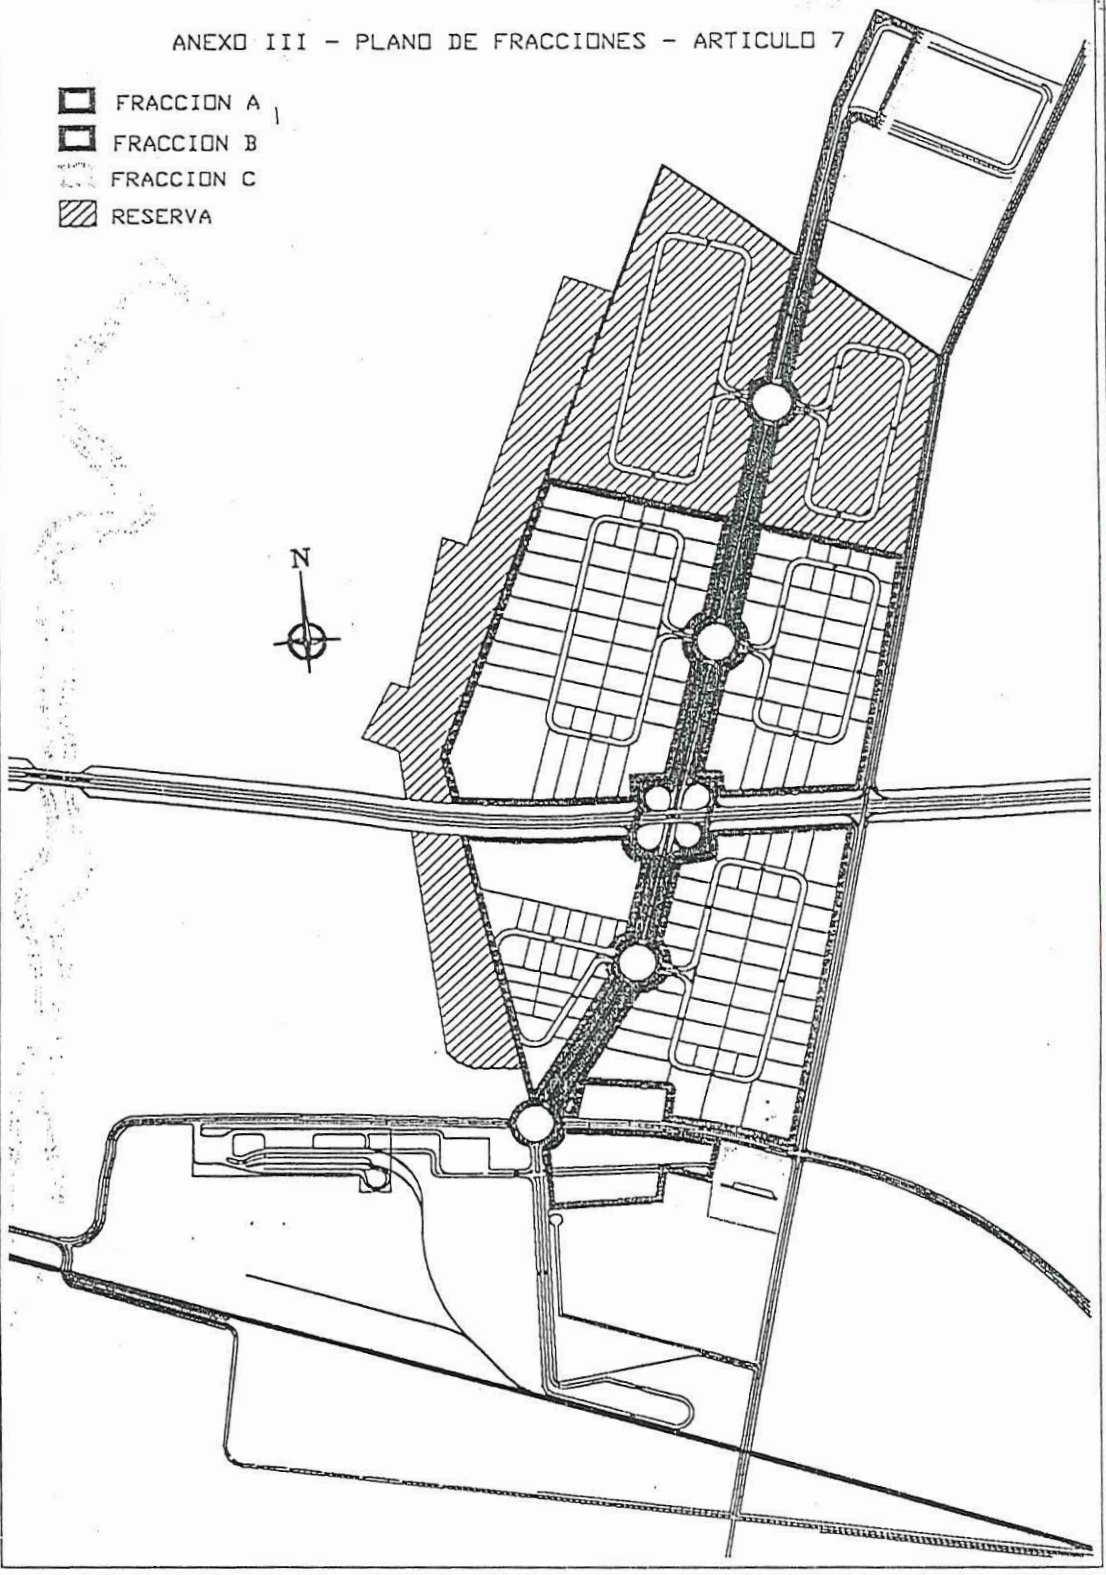 ANEXO III - PLANO DE FRACCIONES - ARTICULO 7
FRACCION A
FRACCION B
FRACCION C
RESERVA
N